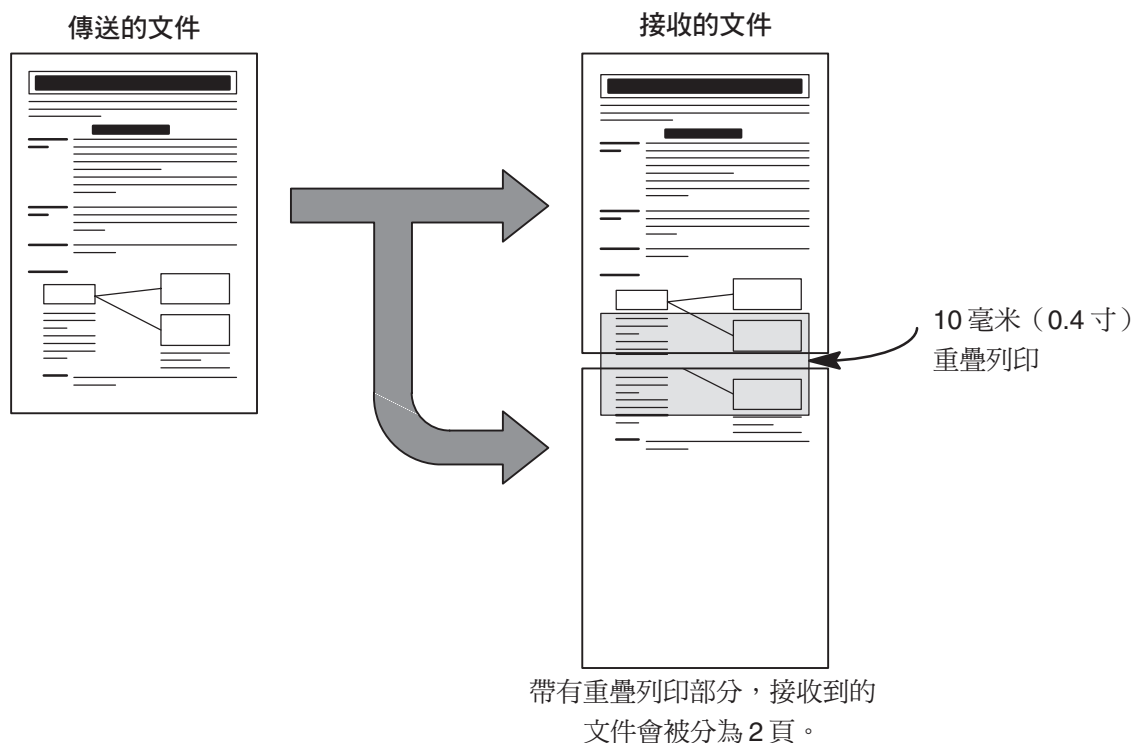 傳送的文件
接收的文件
10 毫米（0.4 寸）
重疊列印
帶有重疊列印部分，接收到的
文件會被分為 2 頁。